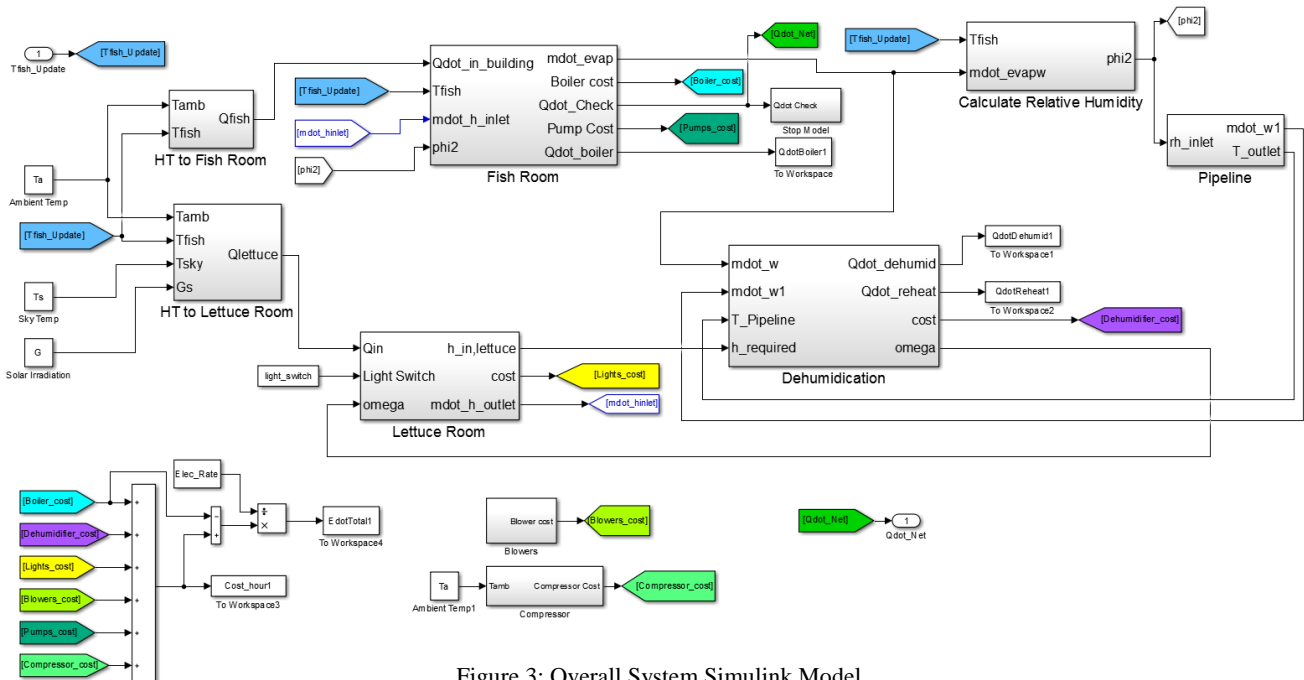 1
Tfish_Update
[Tfish_Update]
Tamb
Tfish
Qfish
HT to Fish Room
Ta
Ambient Temp
[Tfish_Update]
Ts
Sky Temp
G
Solar Irradiation
Tamb
Tfish
Tsky
Gs
Qlettuce
HT to Lettuce Room
[Tfish_Update]
[mdot_hinlet]
[phi2]
Qdot_in_building
Tfish
mdot_h_inlet
phi2
mdot_evap
Boiler cost
Qdot_Check
Pump Cost
Qdot_boiler
Fish Room
[Qdot_Net]
[Boiler_cost]
Qdot Check
Stop Model
[Pumps_cost]
QdotBoiler1
To Workspace
[Tfish_Update]
Tfish
mdot_evapw
phi2
Calculate Relative Humidity
[phi2]
rh_inlet
mdot_w1
T_outlet
Pipeline
mdot_w
mdot_w1
T_Pipeline
h_required
Qdot_dehumid
Qdot_reheat
cost
omega
Dehumidication
QdotDehumid1
To Workspace1
QdotReheat1
To Workspace2
[Dehumidifier_cost]
light_switch
Qin
Light Switch
omega
h_in,lettuce
cost
mdot_h_outlet
Lettuce Room
[Lights_cost]
[mdot_hinlet]
[Boiler_cost]
[Dehumidifier_cost]
[Lights_cost]
[Blowers_cost]
[Pumps_cost]
[Compressor_cost]
+
+
+
+
+
+
Elec_Rate
−
+
÷
×
EdotTotal1
To Workspace4
Cost_hour1
To Workspace3
Blower cost
Blowers
[Blowers_cost]
Ta
Ambient Temp1
Tamb
Compressor Cost
Compressor
[Compressor_cost]
[Qdot_Net]
1
Qdot_Net
Figure 3: Overall System Simulink Model